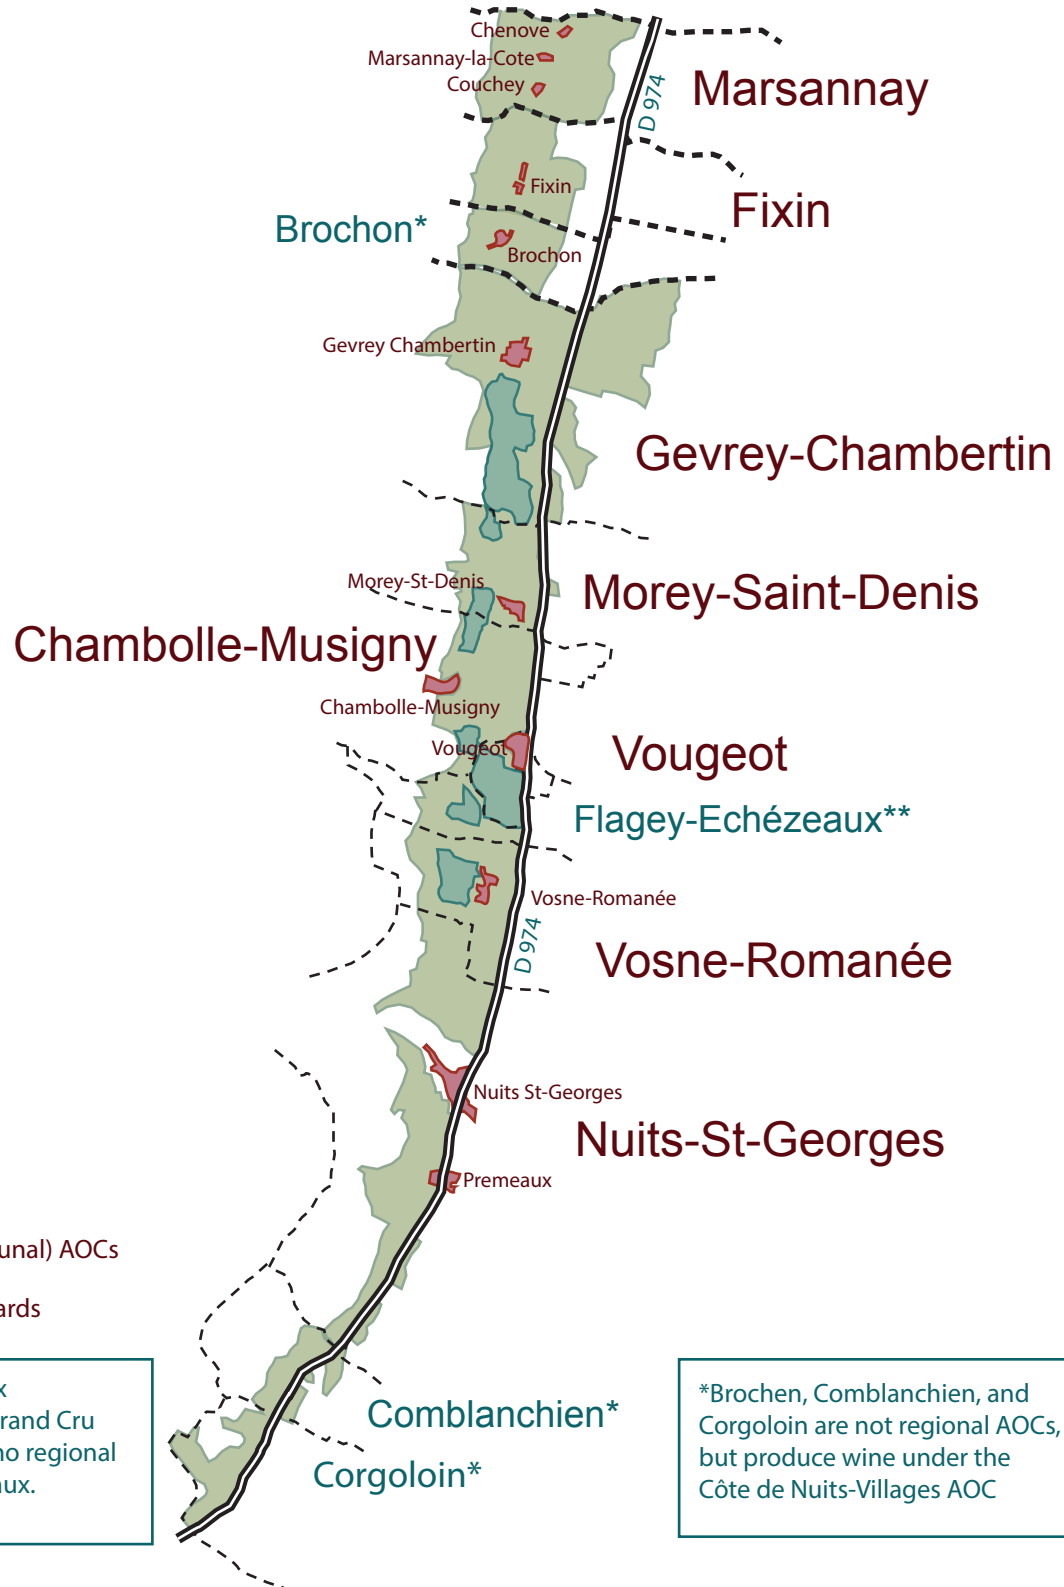 Chenove
Marsannay-la-Cote
Couchey
D 974
Marsannay
Fixin
Fixin
Brochon*
Brochon
Gevrey Chambertin
Gevrey-Chambertin
Morey-St-Denis
Morey-Saint-Denis
Chambolle-Musigny
Chambolle-Musigny
Vougeot
Vougeot
Flagey-Echézeaux**
Vosne-Romanée
D 974
Vosne-Romanée
Nuits St-Georges
Nuits-St-Georges
Premeaux
unal) AOCs
ards
x
rand Cru
no regional
ux.
Comblanchien*
Corgoloin*
*Brochen, Comblanchien, and
Corgoloin are not regional AOCs,
but produce wine under the
Côte de Nuits-Villages AOC